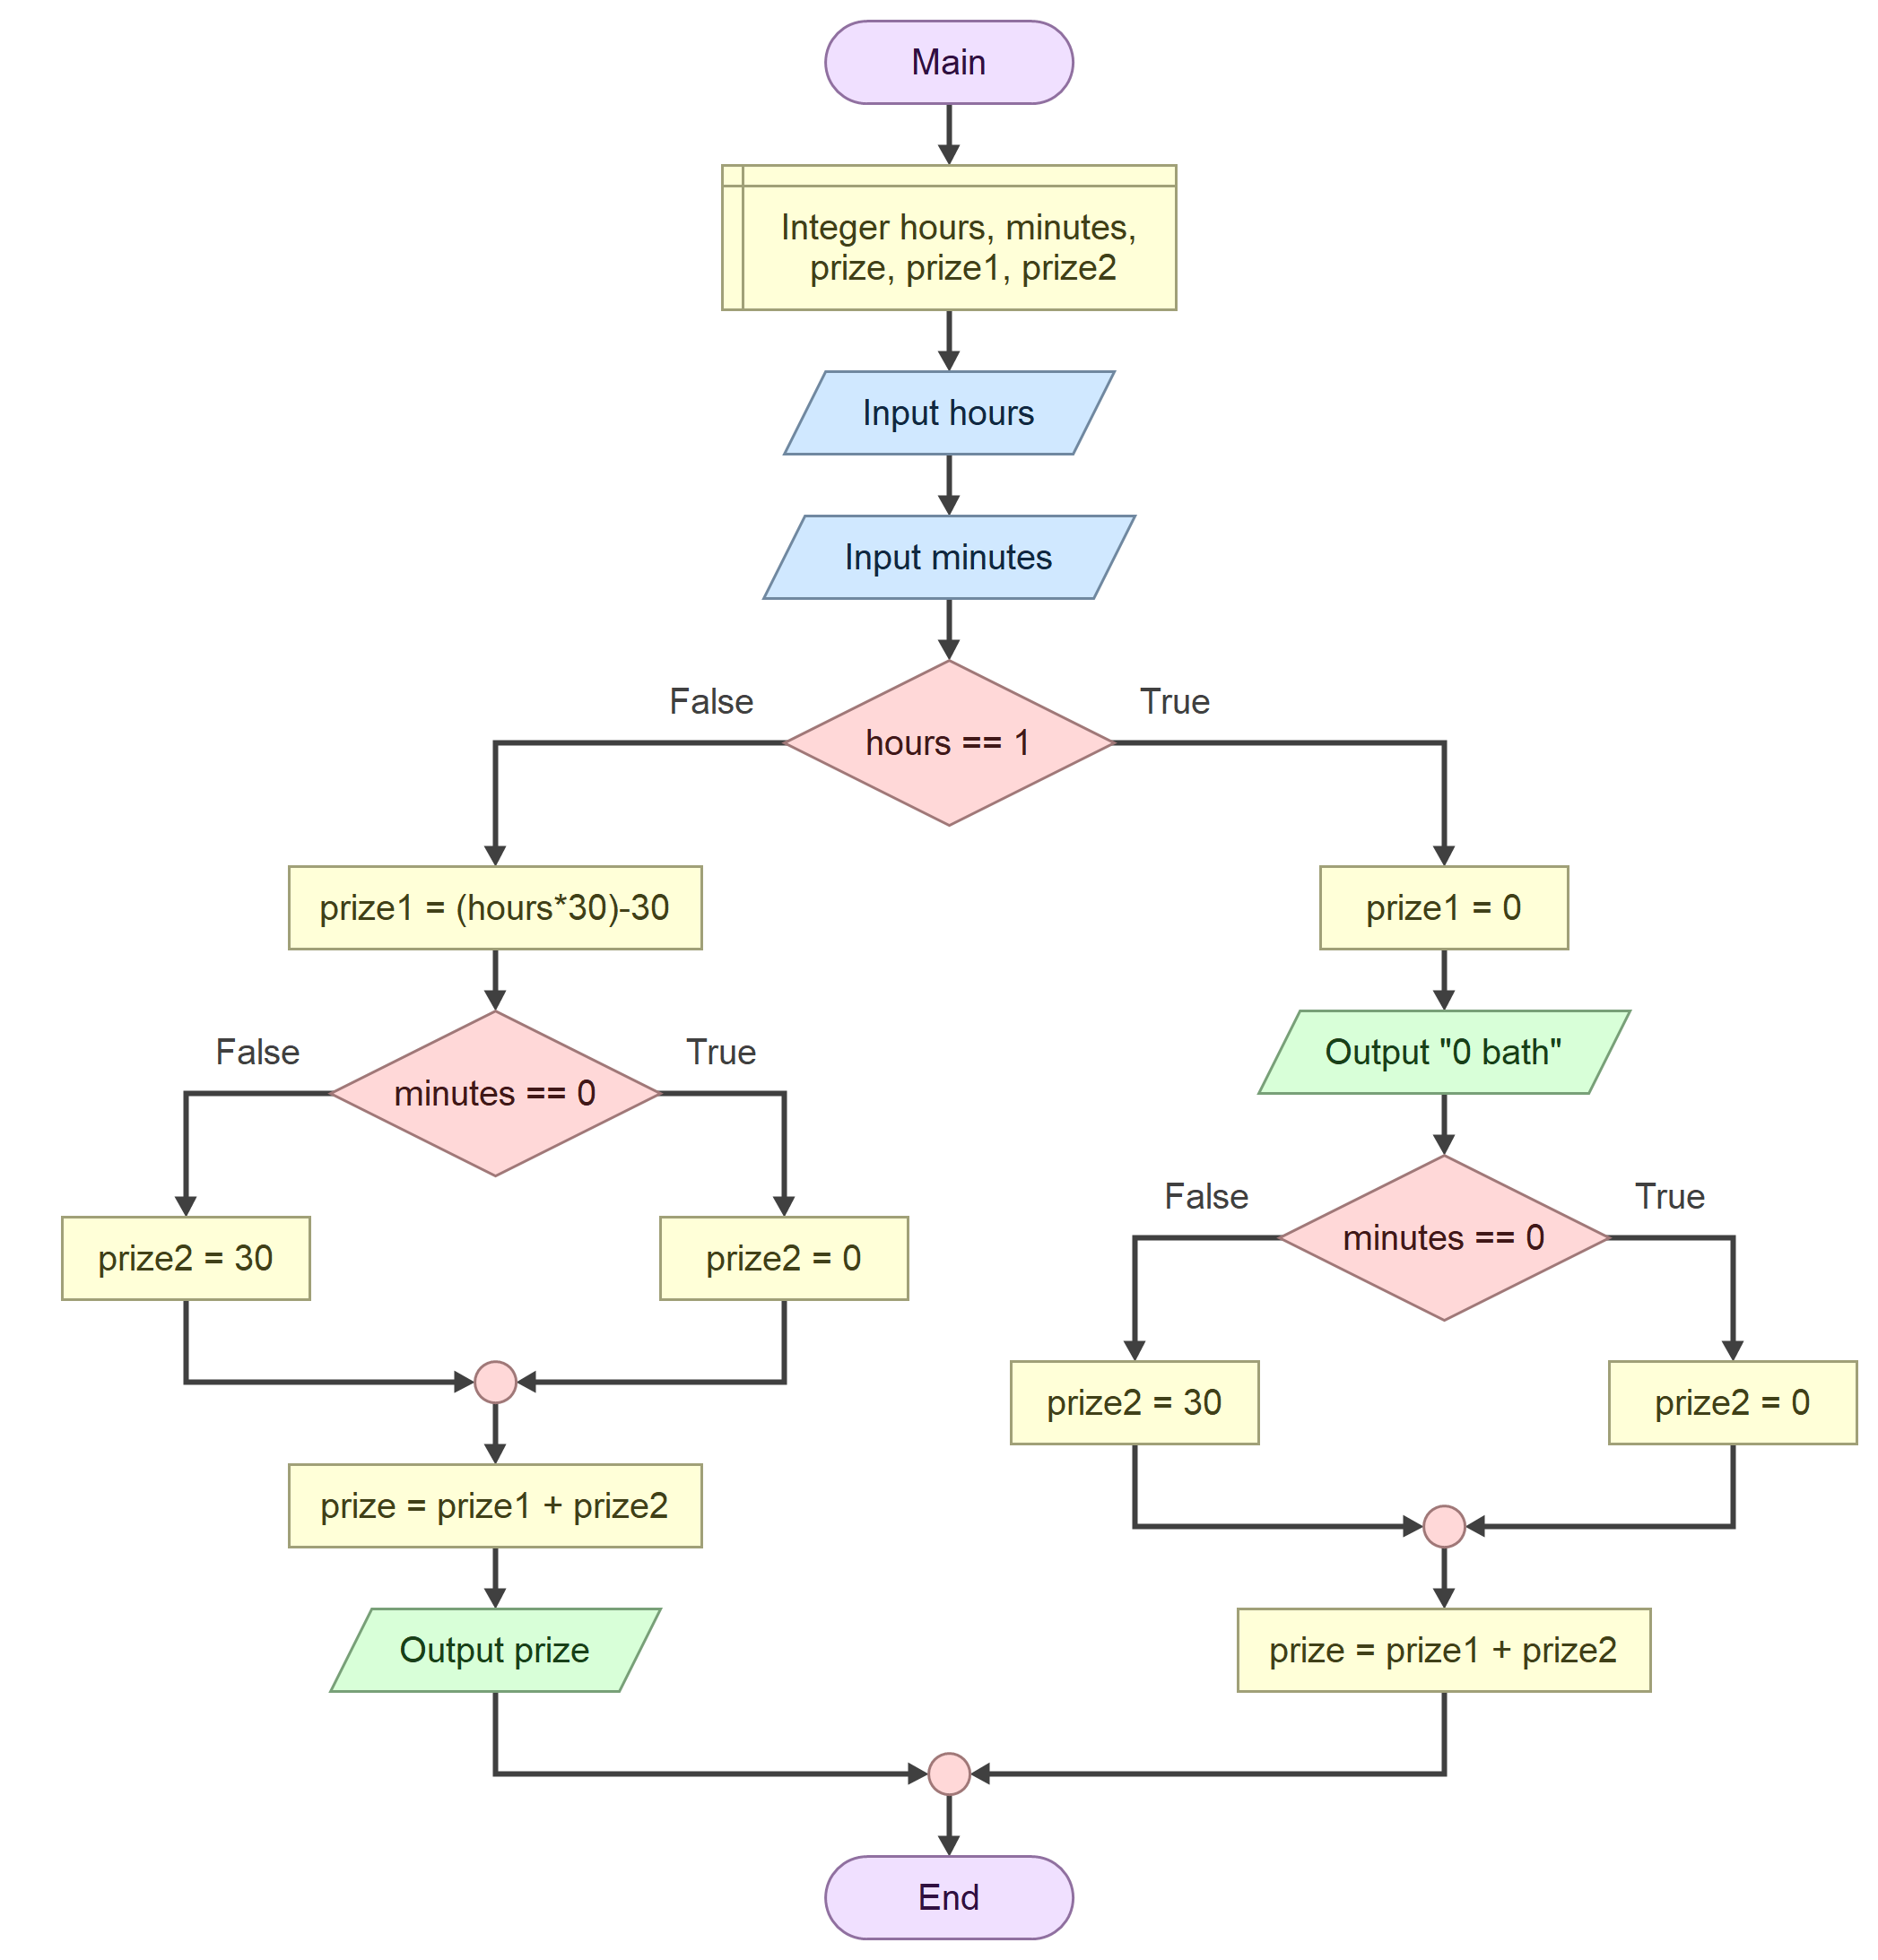 Main
Integer hours, minutes,
prize, prize1, prize2
Input hours
Input minutes
False
True
hours == 1
prize1 = (hours*30)-30
prize1 = 0
False
True
minutes == 0
Output "0 bath"
prize2 = 30
prize2 = 0
False
True
minutes == 0
prize2 = 30
prize2 = 0
prize = prize1 + prize2
Output prize
prize = prize1 + prize2
End